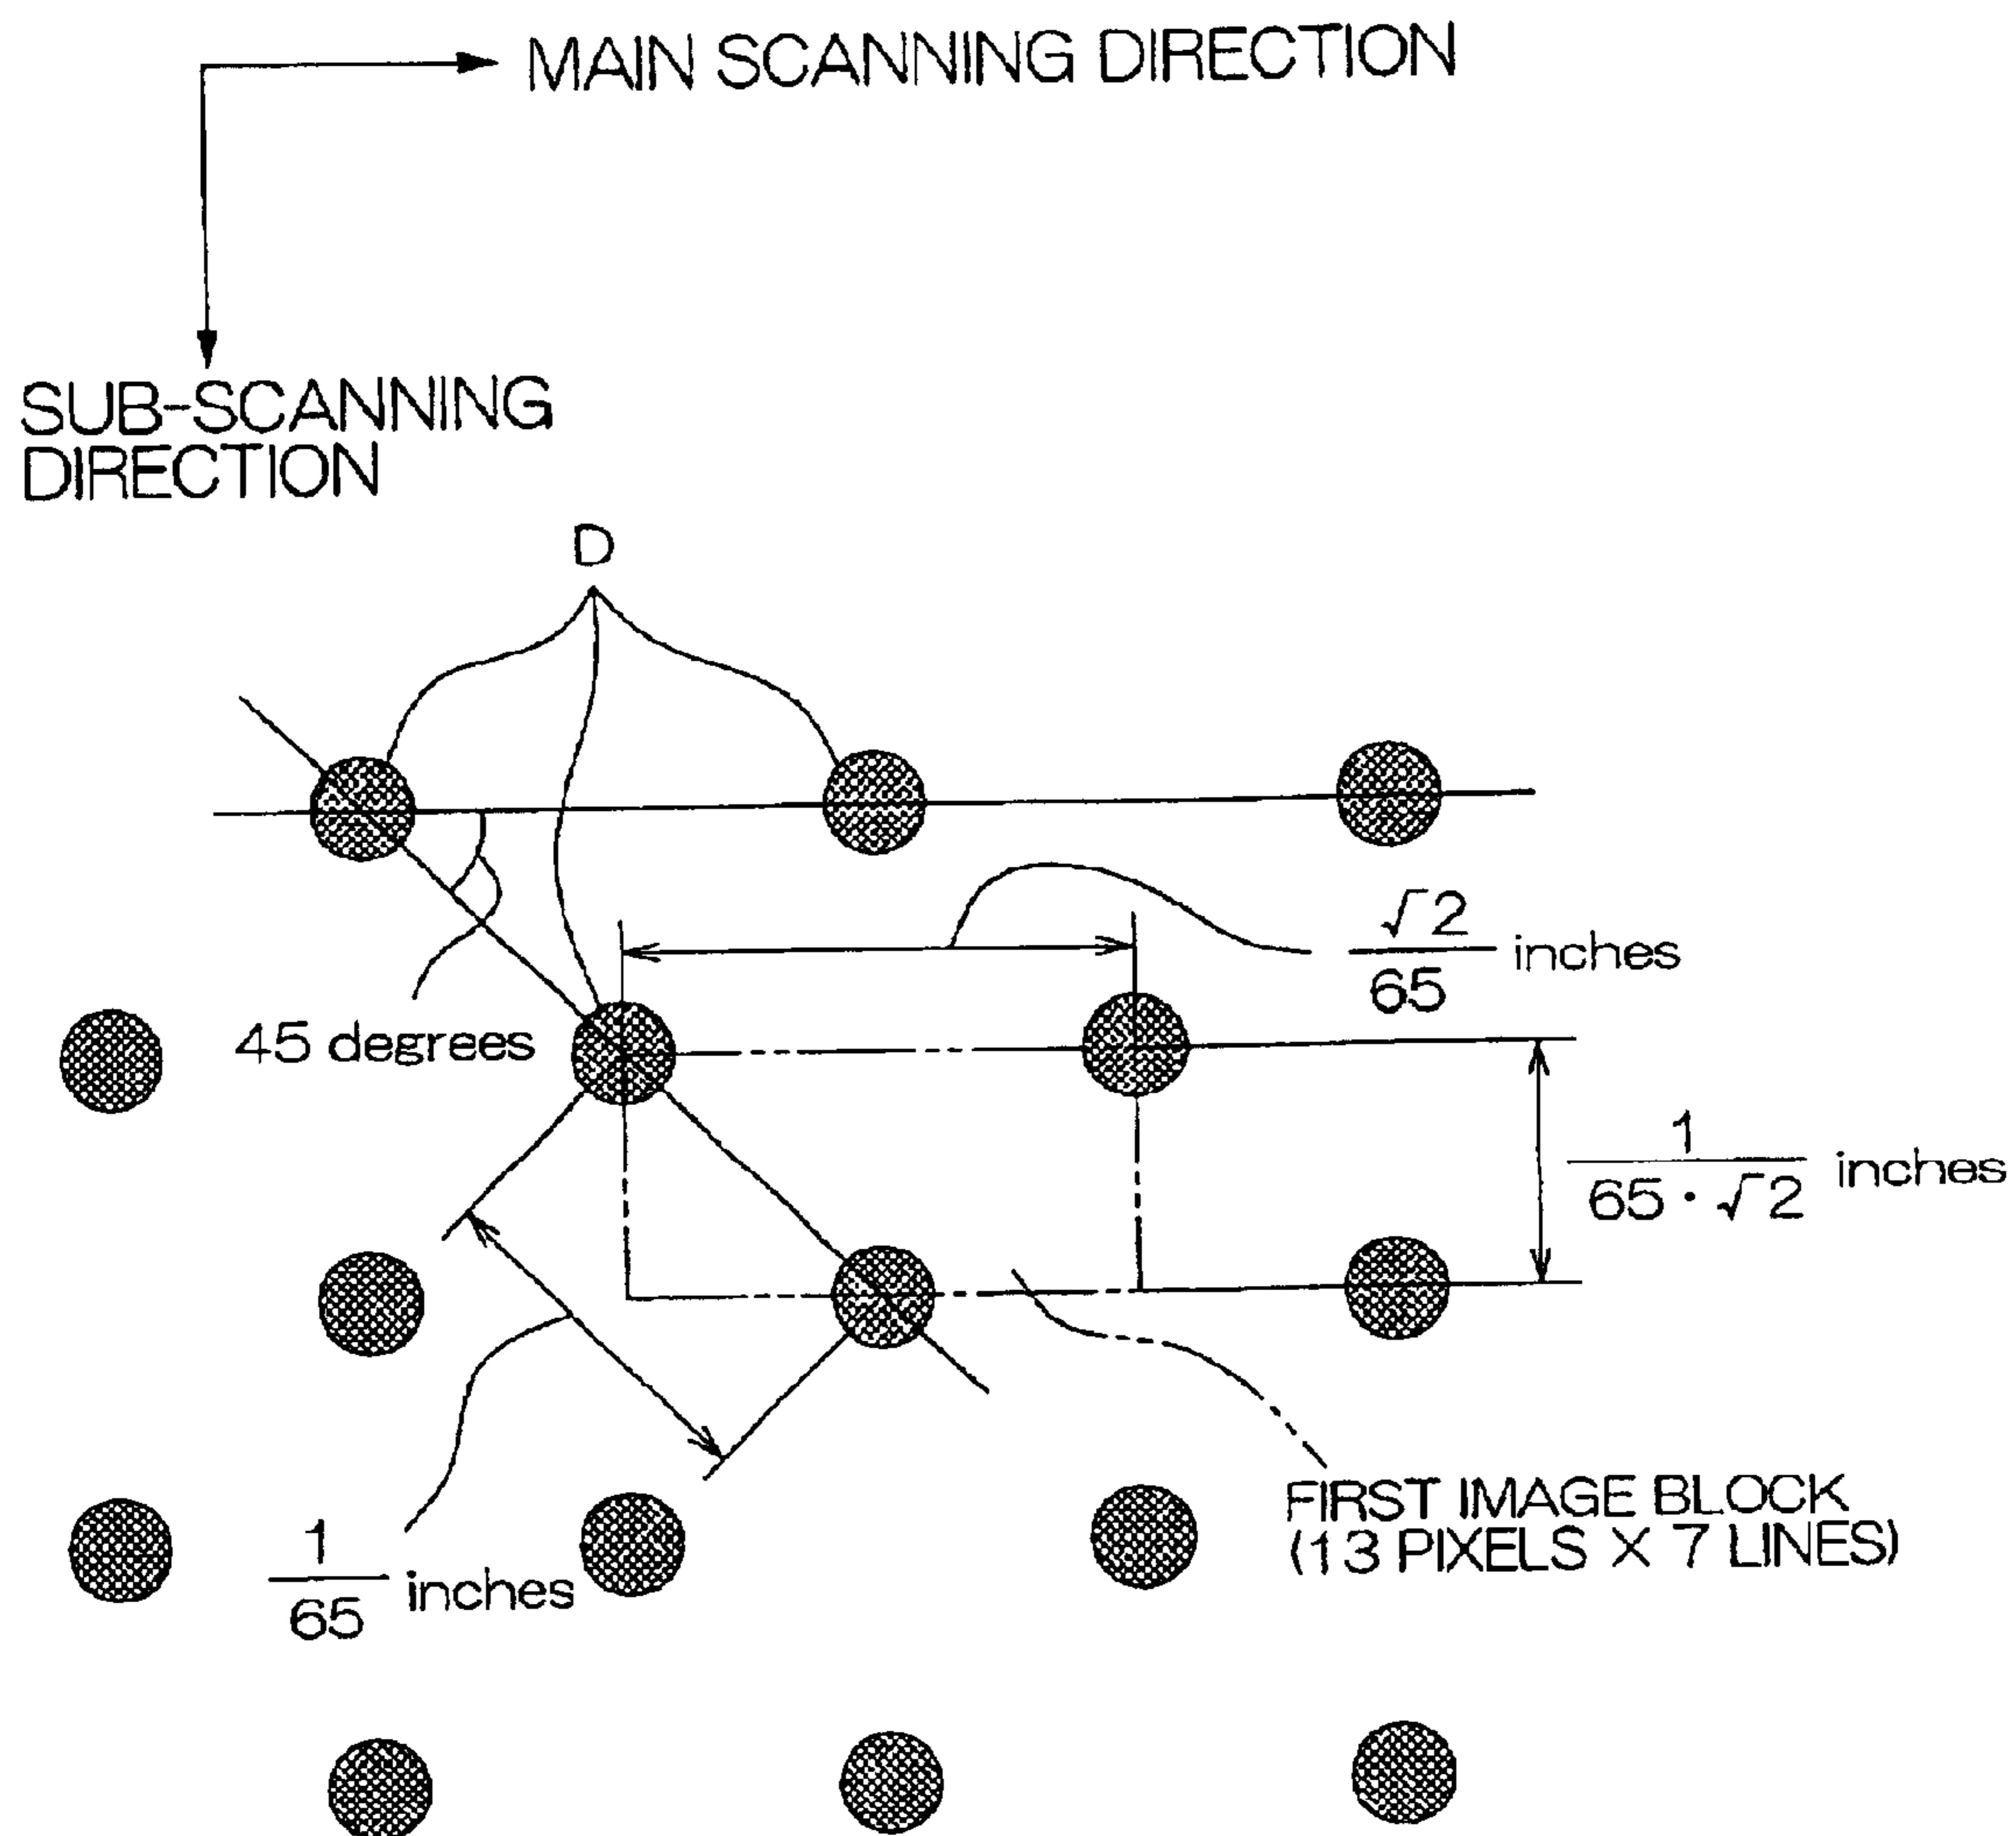 MAIN SCANNING DIRECTION
SUB-SCANNING
DIRECTION
D
√2
65
inches
45 degrees
1
65・√2
inches
FIRST IMAGE BLOCK
(13 PIXELS X 7 LINES)
1
65
inches